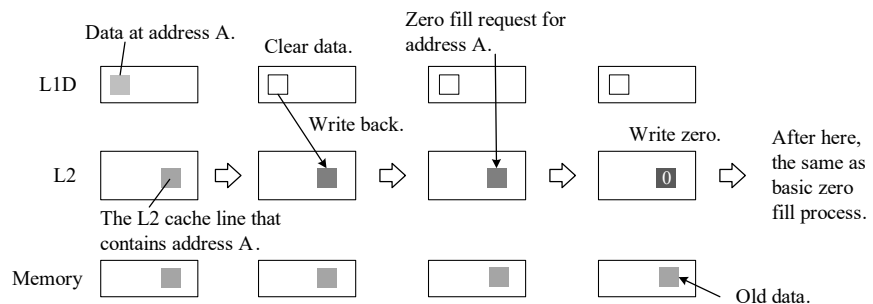 Data at address A.
Clear data.
Zero fill request for
address A.
L1D
Write back.
Write zero.
After here,
the same as
basic zero
fill process.
L2
0
The L2 cache line that
contains address A.
Memory
Old data.